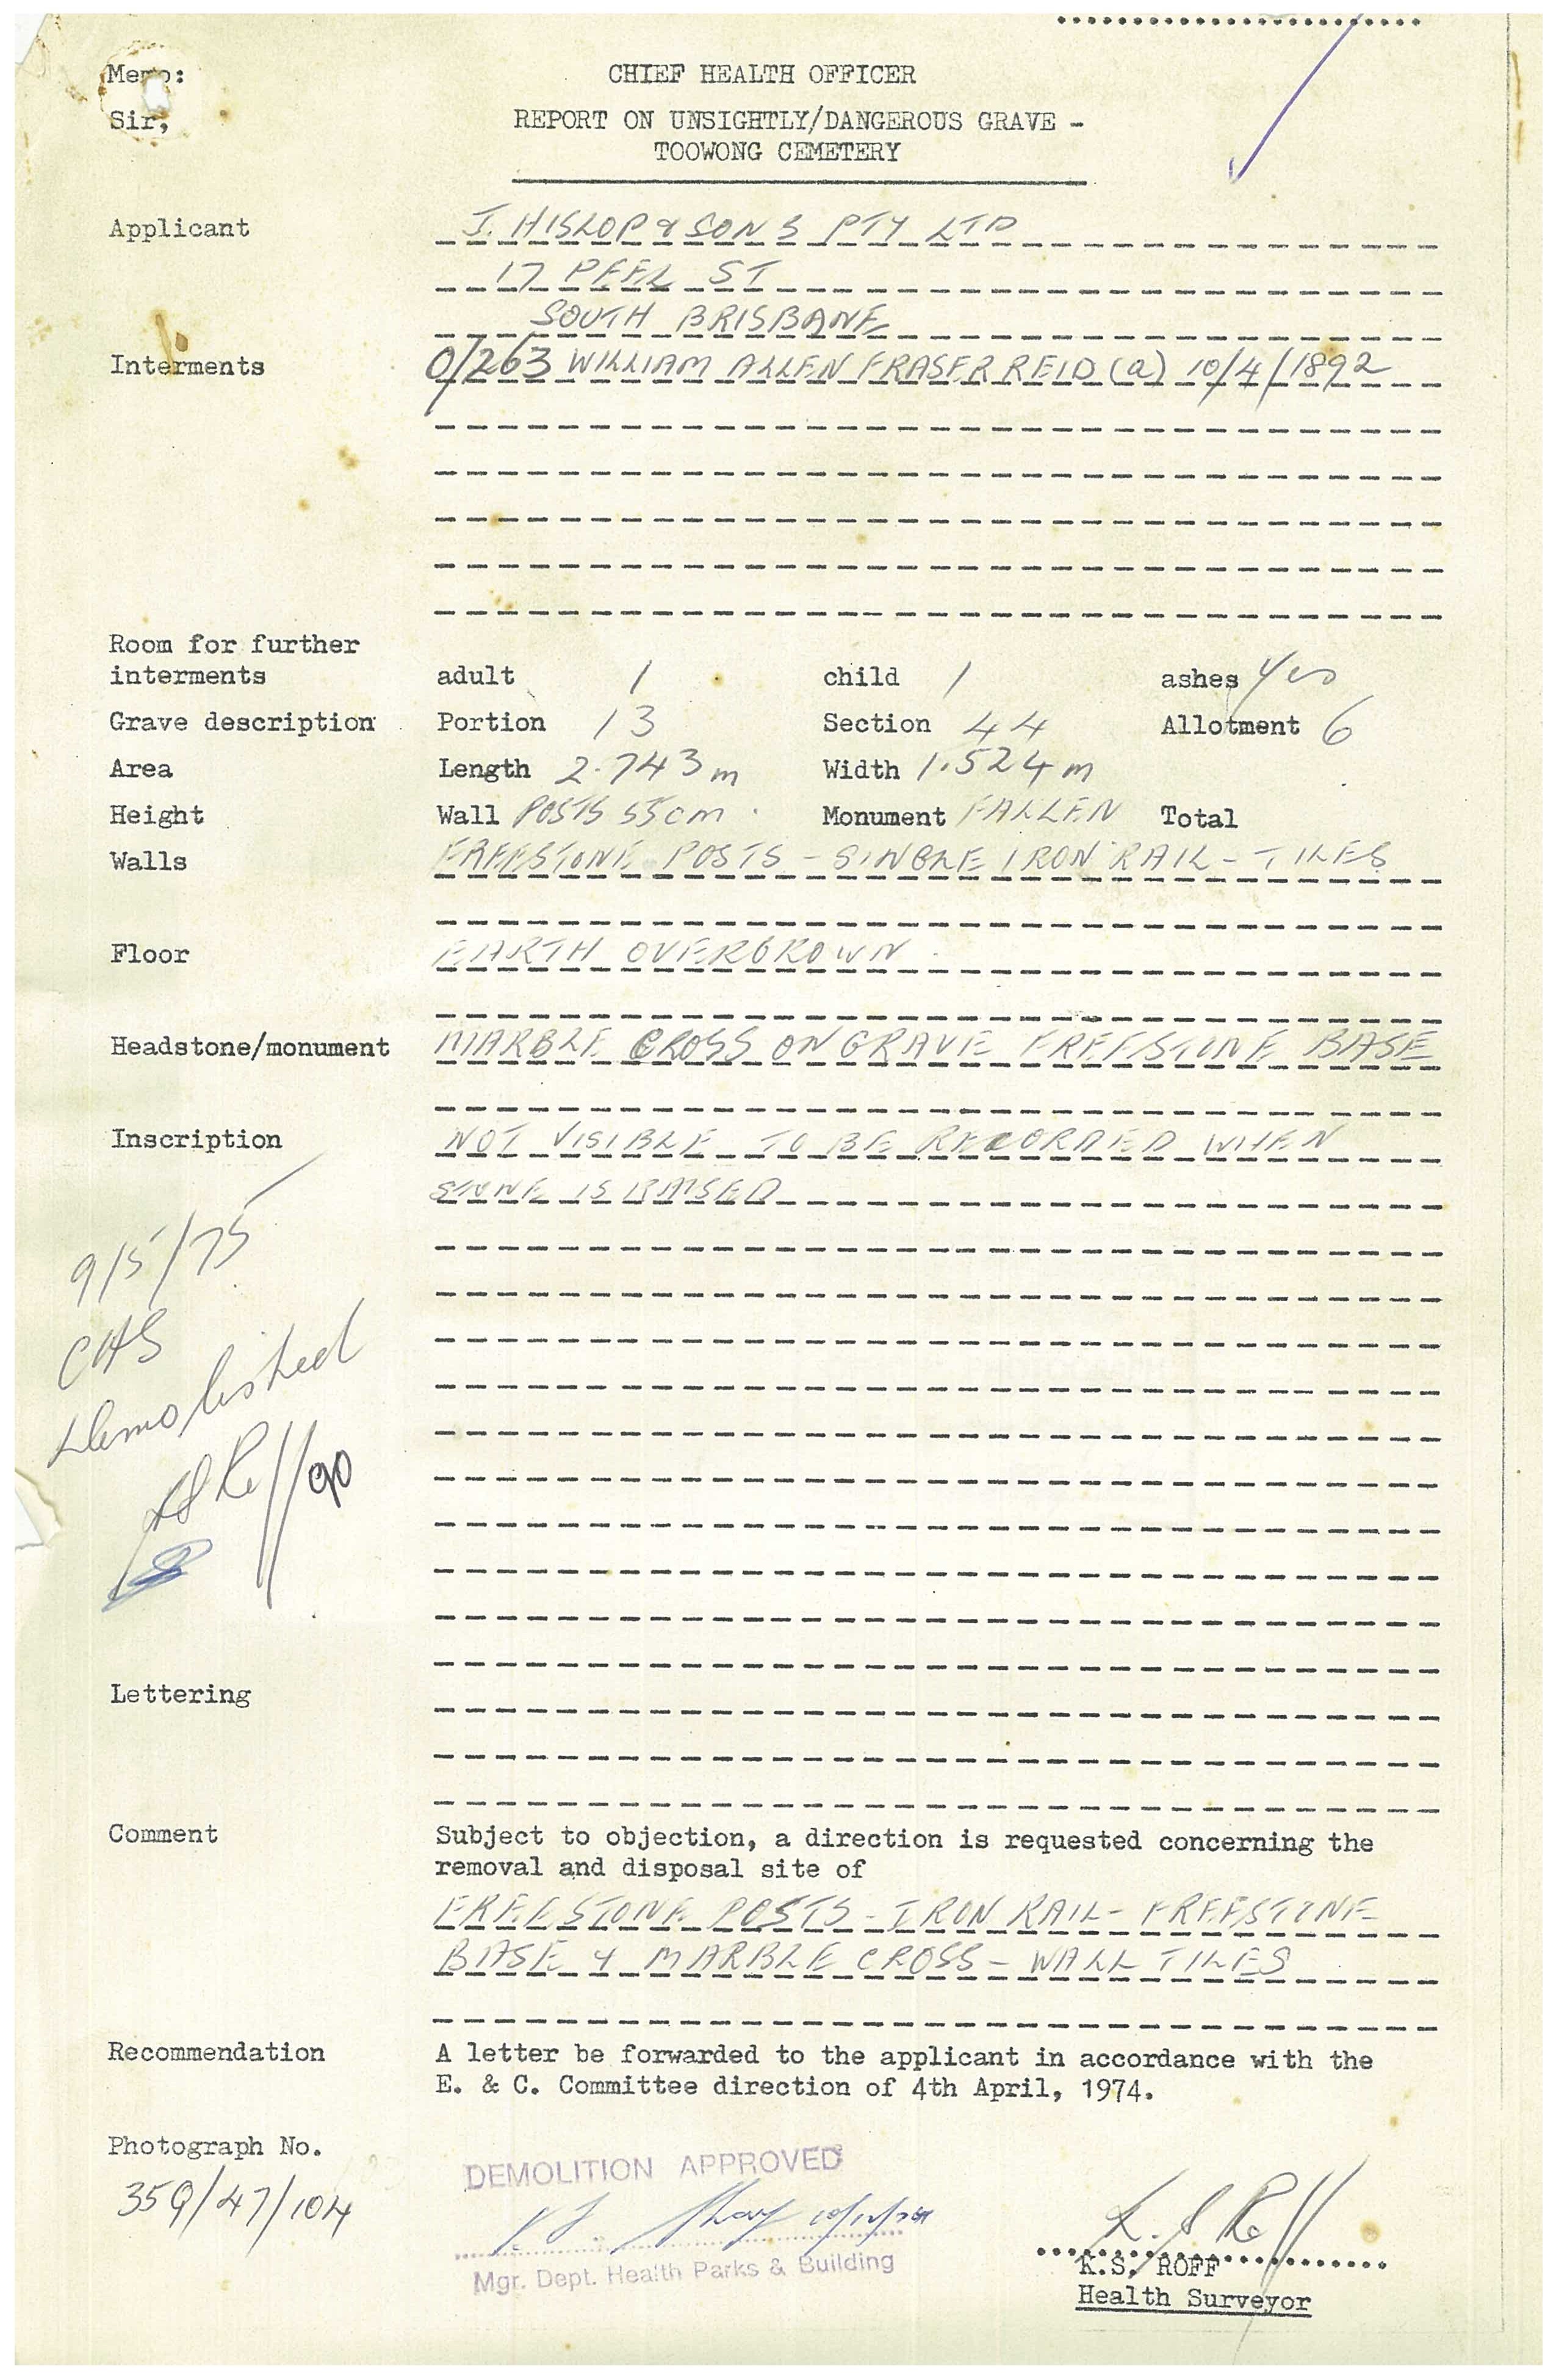 Memo:
CHIEF HEALTH OFFICER
Sir,
REPORT ON UNSIGHTLY/DANGEROUS GRAVE -
TOOWONG CEMETERY
Applicant J. HISLOP & SONS PTY LTD
17 PEEL ST
SOUTH BRISBANE
Interments 0/263 WILLIAM ALLEN FRASER REID (a) 10/4/1892
Room for further
interments adult 1 child 1 ashes Yes
Grave description Portion 13 Section 44 Allotment 6
Area Length 2.743m Width 1.524m
Height Wall POSTS 55cm Monument FALLEN Total
Walls FREESTONE POSTS - SINGLE IRON RAIL - TILES
Floor EARTH OVERGROWN
Headstone/monument MARBLE CROSS ON GRAVE FREESTONE BASE
Inscription NOT VISIBLE TO BE RECORDED WHEN
STONE IS RAISED
9/5/75
CHS
Demolished
KS Roff
Lettering
Comment Subject to objection, a direction is requested concerning the
removal and disposal site of
FREESTONE POSTS - IRON RAIL - FREESTONE
BASE & MARBLE CROSS - WALL TILES
Recommendation A letter be forwarded to the applicant in accordance with the
E. & C. Committee direction of 4th April, 1974.
Photograph No.
359/47/104
DEMOLITION APPROVED
Mgr. Dept. Health Parks & Building
K. S. Roff
K.S. ROFF
Health Surveyor